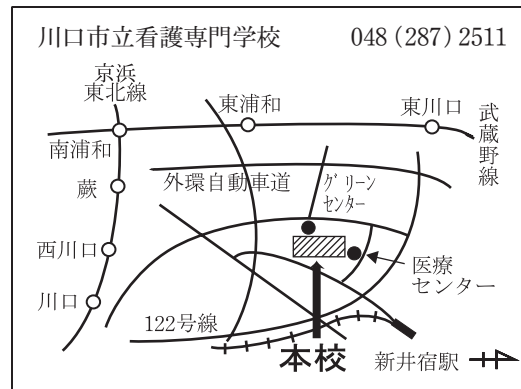 川口市立看護専門学校 048(287)2511
京浜
東北線
東浦和
東川口
武蔵野線
南浦和
外環自動車道
グリーン
センター
蕨
西川口
医療
センター
川口
122号線
本校
新井宿駅